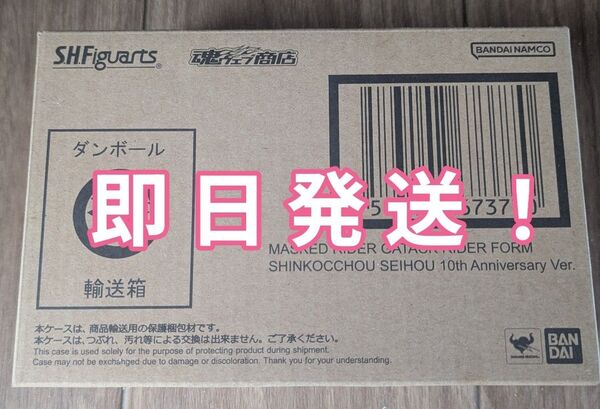 S.H.Figuarts
魂ウェブ商店
BANDAI NAMCO
ダンボール
輸送箱
即日発送！
MASKED RIDER GATACK RIDER FORM
SHINKOCCHOU SEIHOU 10th Anniversary Ver.
本ケースは、商品輸送用の保護梱包材です。
本ケースは、つぶれ、汚れ等による交換は出来ません。ご了承ください。
This case is used solely for the purpose of protecting product during shipment.
Case may not be exchanged due to damage or discoloration. Thank you for your understanding.
BAN
DAI